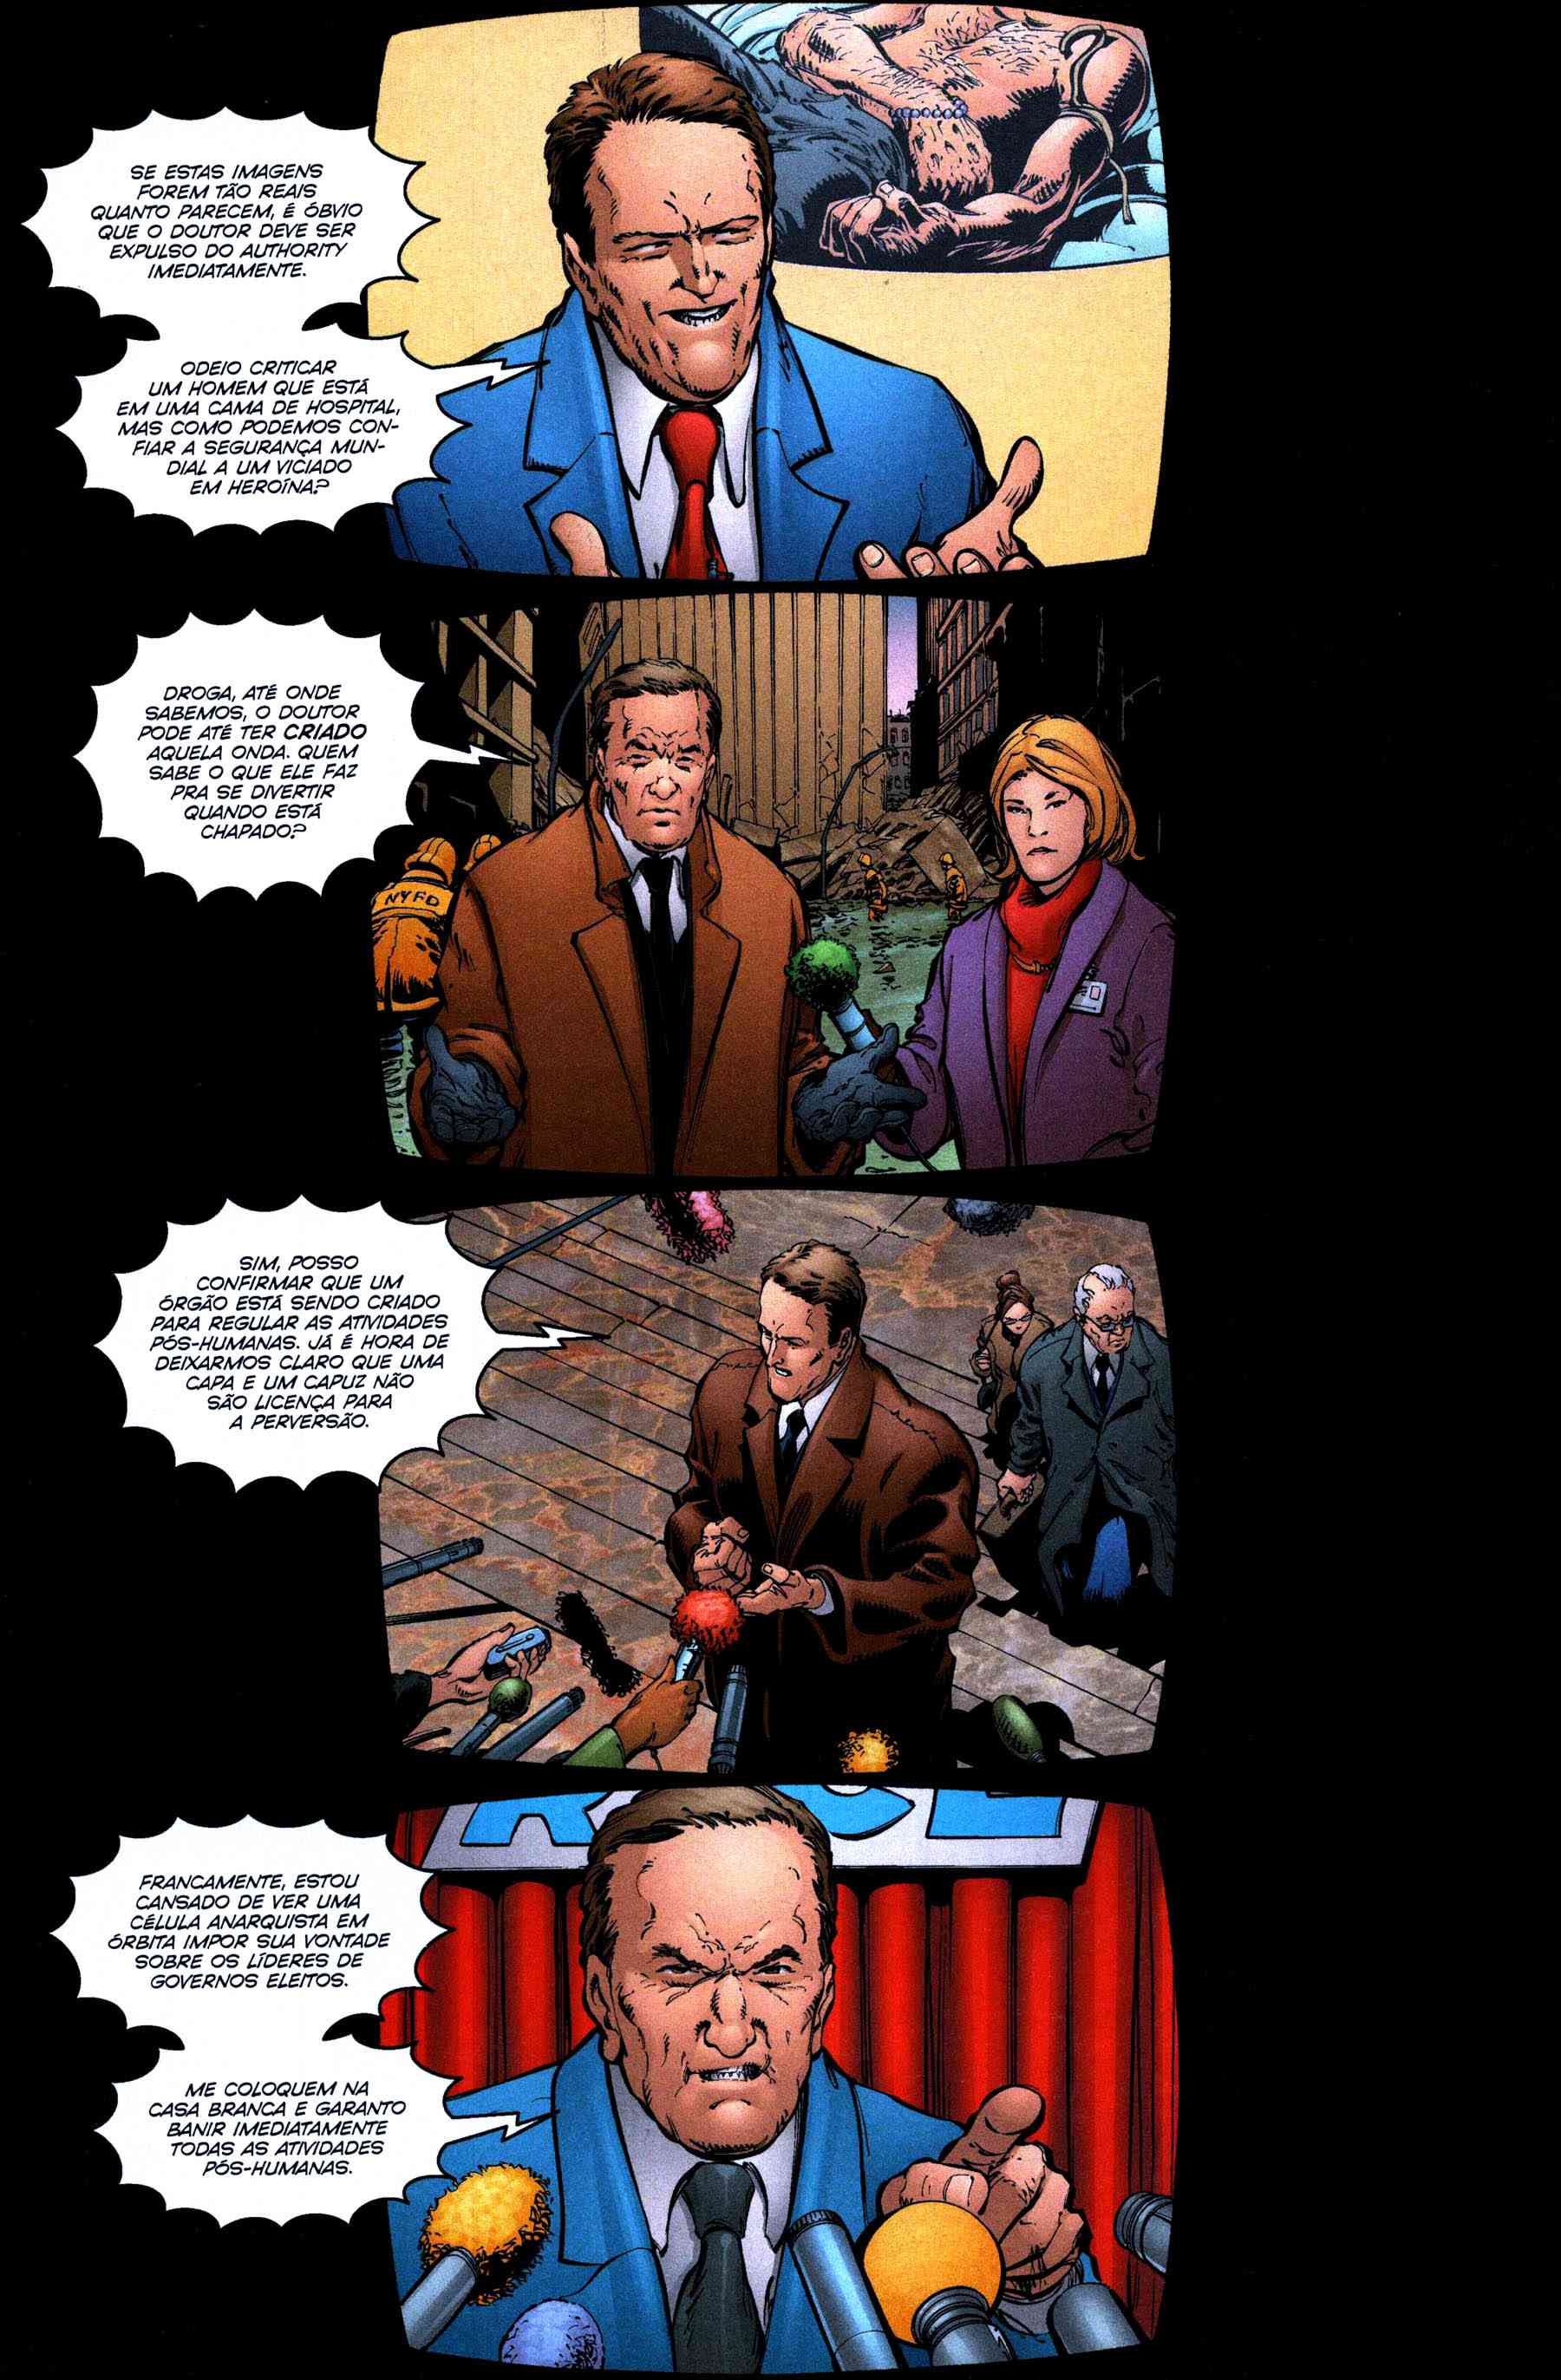 SE ESTAS IMAGENS
FOREM TÃO REAIS
QUANTO PARECEM, É ÓBVIO
QUE O DOUTOR DEVE SER
EXPULSO DO AUTHORITY
IMEDIATAMENTE.
ODEIO CRITICAR
UM HOMEM QUE ESTÁ
EM UMA CAMA DE HOSPITAL,
MAS COMO PODEMOS CON-
FIAR A SEGURANÇA MUN-
DIAL A UM VICIADO
EM HEROÍNA?
DROGA, ATÉ ONDE
SABEMOS, O DOUTOR
PODE ATÉ TER CRIADO
AQUELA ONDA. QUEM
SABE O QUE ELE FAZ
PRA SE DIVERTIR
QUANDO ESTÁ
CHAPADO?
NYFD
SIM, POSSO
CONFIRMAR QUE UM
ÓRGÃO ESTÁ SENDO CRIADO
PARA REGULAR AS ATIVIDADES
PÓS-HUMANAS. JÁ É HORA DE
DEIXARMOS CLARO QUE UMA
CAPA E UM CAPUZ NÃO
SÃO LICENÇA PARA
A PERVERSÃO.
FRANCAMENTE, ESTOU
CANSADO DE VER UMA
CÉLULA ANARQUISTA EM
ÓRBITA IMPOR SUA VONTADE
SOBRE OS LÍDERES DE
GOVERNOS ELEITOS.
ME COLOQUEM NA
CASA BRANCA E GARANTO
BANIR IMEDIATAMENTE
TODAS AS ATIVIDADES
PÓS-HUMANAS.